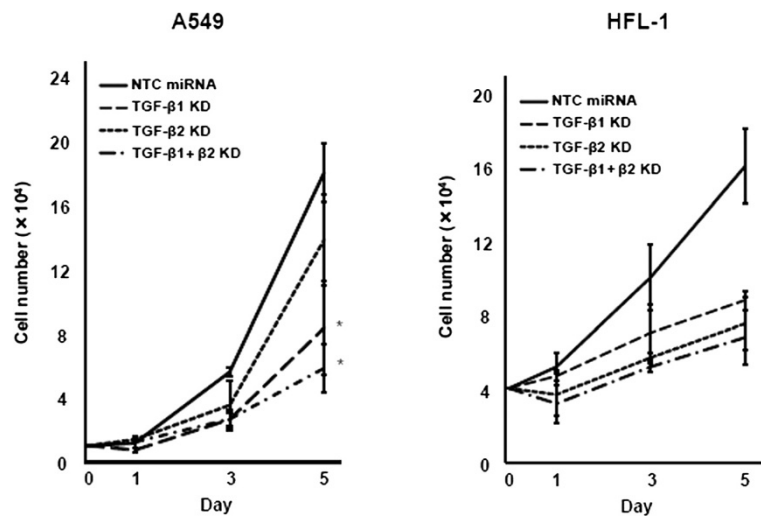 A549
24
20
16
12
8
4
0
Cell number (×10⁴)
NTC miRNA
TGF-β1 KD
TGF-β2 KD
TGF-β1+ β2 KD
*
*
0 1 3 5
Day
HFL-1
20
16
12
8
4
0
Cell number (×10⁴)
NTC miRNA
TGF-β1 KD
TGF-β2 KD
TGF-β1+ β2 KD
0 1 3 5
Day